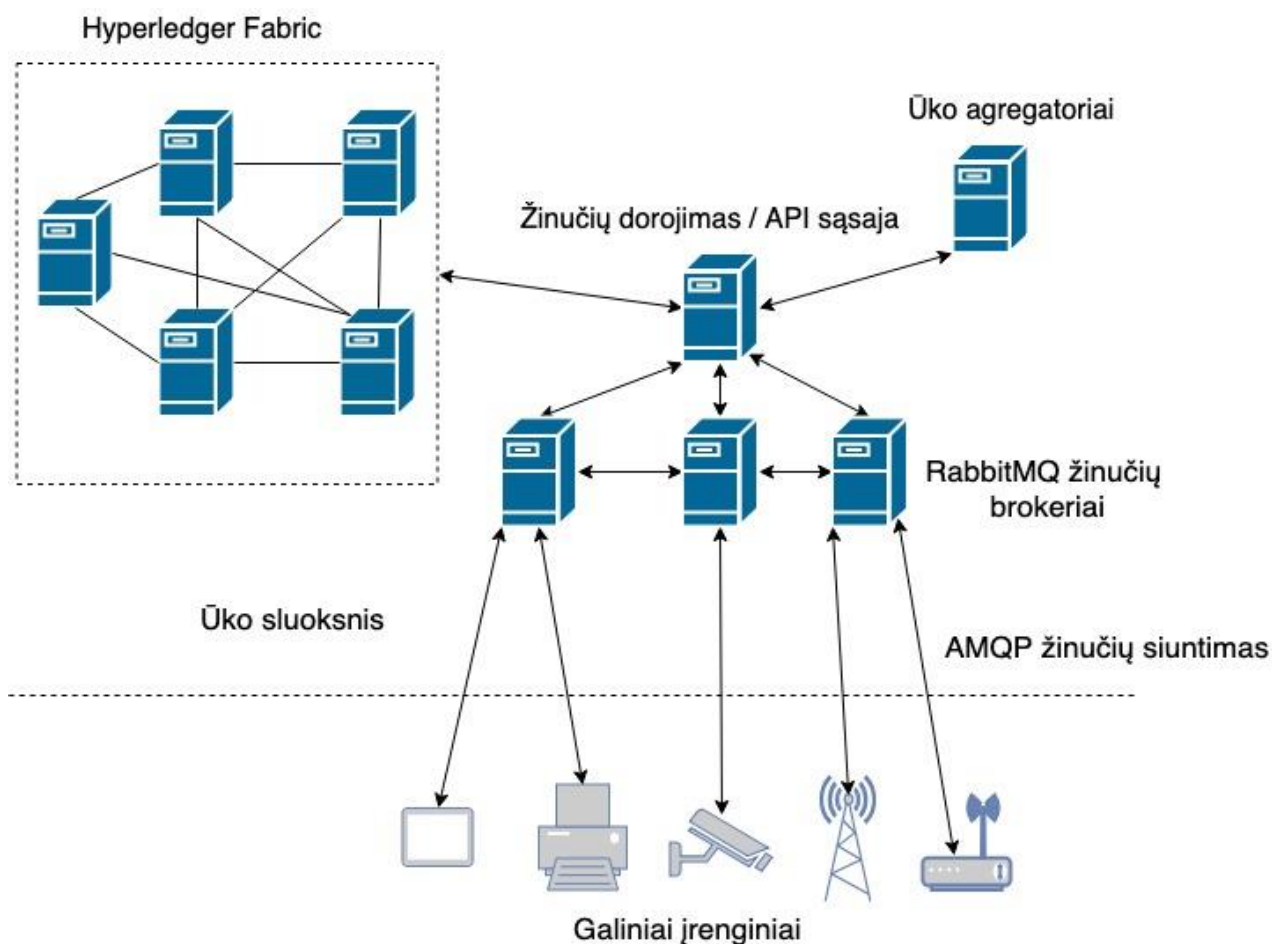 Hyperledger Fabric
Ūko agregatoriai
Žinučių dorojimas / API sąsaja
RabbitMQ žinučių
brokeriai
Ūko sluoksnis
AMQP žinučių siuntimas
Galiniai įrenginiai